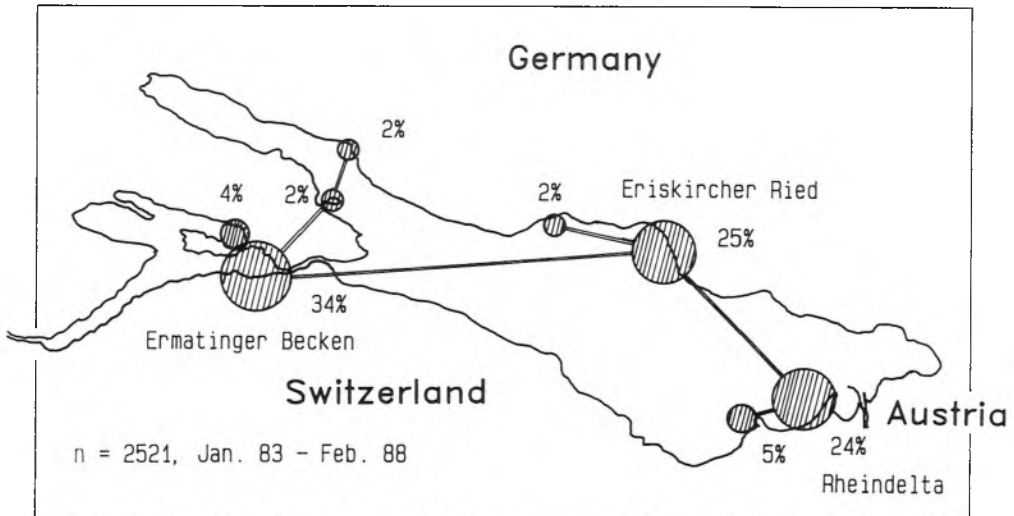 Germany
2%
2%
4%
2%
Eriskircher Ried
25%
34%
Ermatinger Becken
Switzerland
Austria
5%
24%
n = 2521, Jan. 83 - Feb. 88
Rheindelta